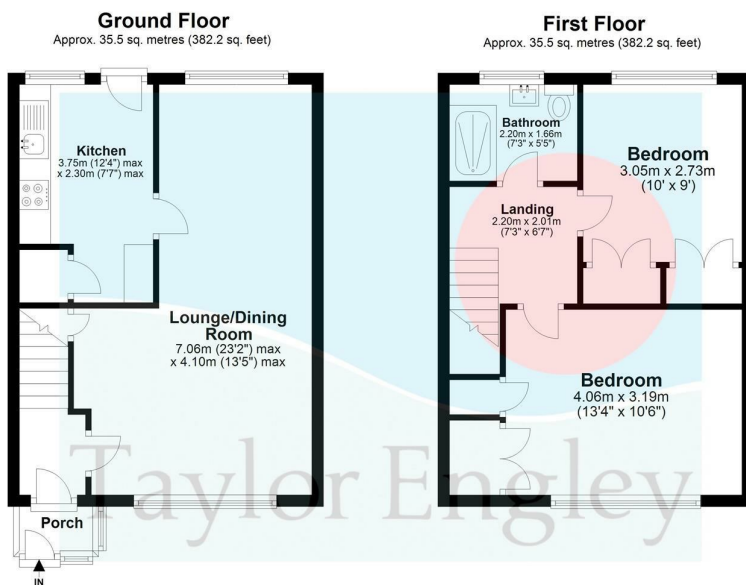 Ground Floor
Approx. 35.5 sq. metres (382.2 sq. feet)
Kitchen
3.75m (12'4") max
x 2.30m (7'7") max
Lounge/Dining
Room
7.06m (23'2") max
x 4.10m (13'5") max
Porch
IN
First Floor
Approx. 35.5 sq. metres (382.2 sq. feet)
Bathroom
2.20m x 1.66m
(7'3" x 5'5")
Bedroom
3.05m x 2.73m
(10' x 9')
Landing
2.20m x 2.01m
(7'3" x 6'7")
Bedroom
4.06m x 3.19m
(13'4" x 10'6")
Taylor Engley